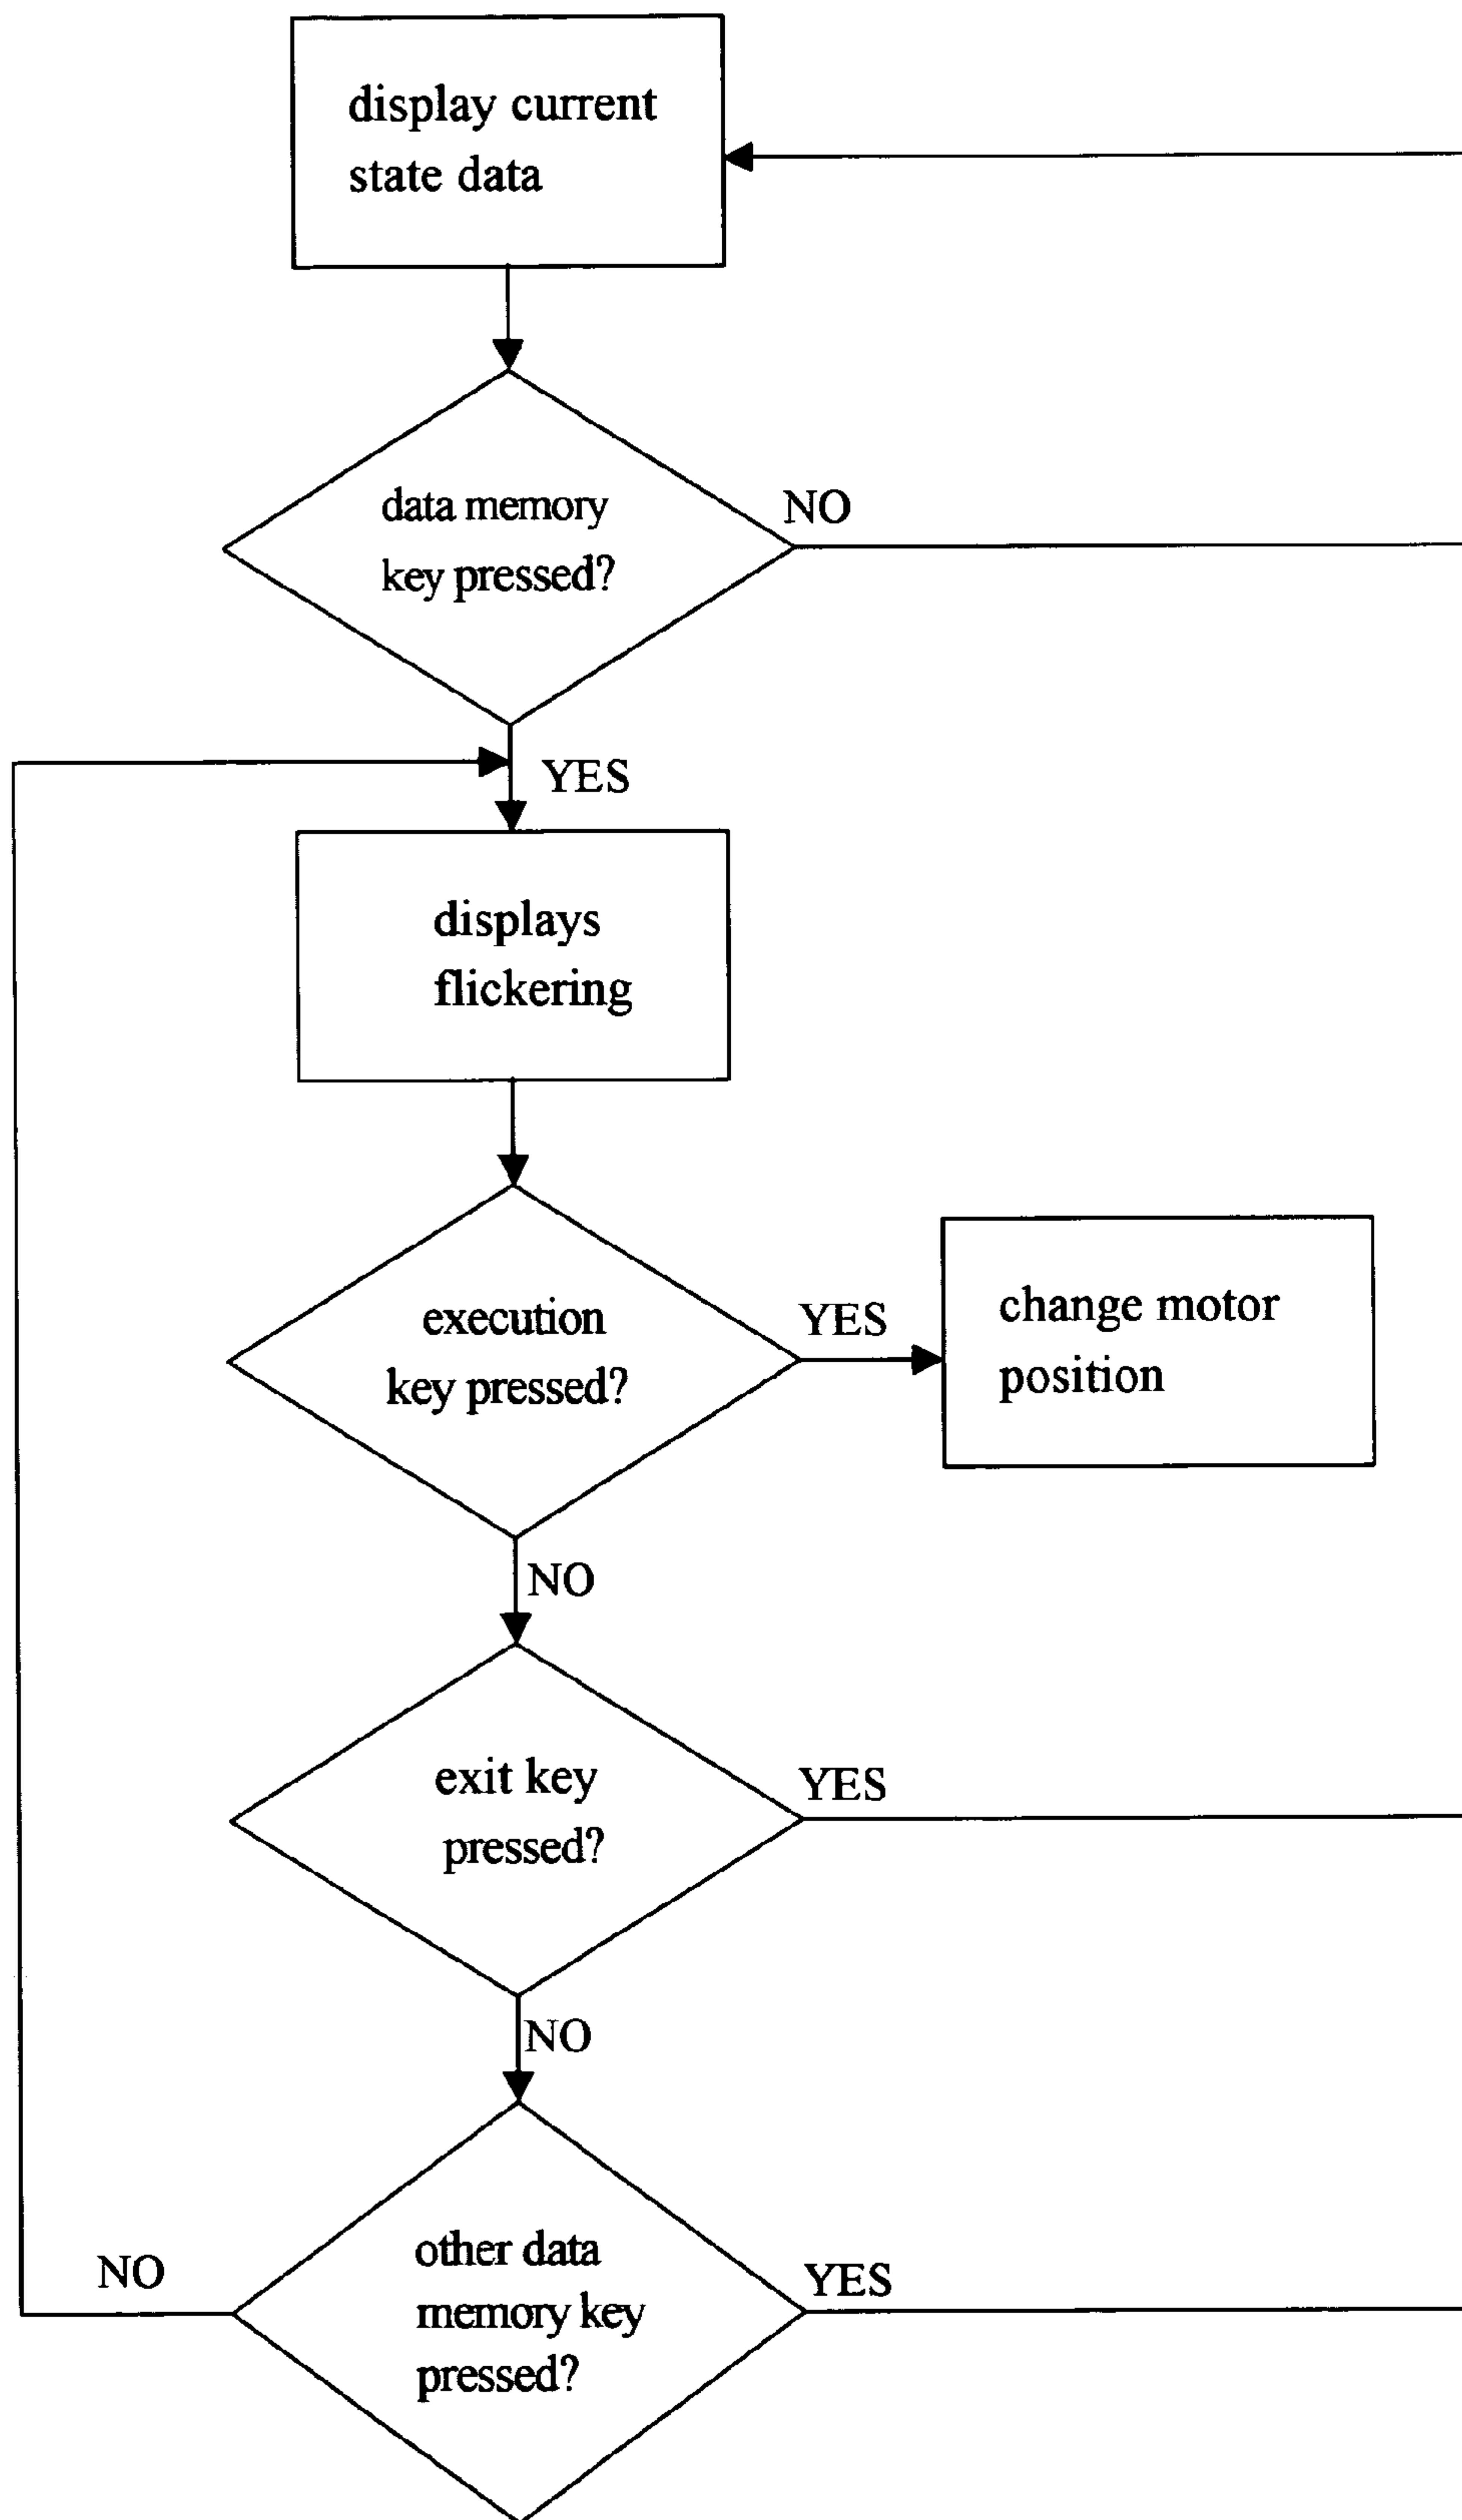 display current
state data
data memory
key pressed?
NO
YES
displays
flickering
execution
key pressed?
YES
change motor
position
NO
exit key
pressed?
YES
NO
other data
memory key
pressed?
NO
YES